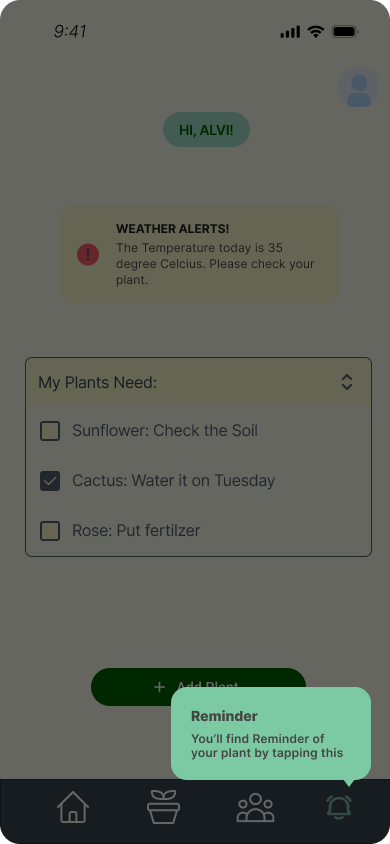 9:41
HI, ALVI!
WEATHER ALERTS!
The Temperature today is 35
degree Celcius. Please check your
plant.
My Plants Need:
Sunflower: Check the Soil
Cactus: Water it on Tuesday
Rose: Put fertilzer
+ Add Plant
Reminder
You’ll find Reminder of
your plant by tapping this